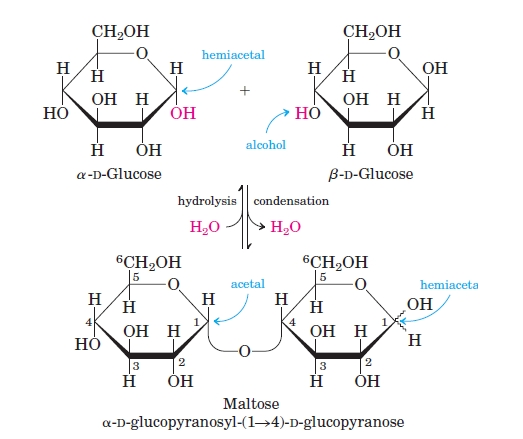 CH₂OH CH₂OH
O hemiacetal O
H H H H H OH
OH H + OH H
HO OH HO H
H OH alcohol H OH
α-D-Glucose β-D-Glucose
hydrolysis condensation
H₂O H₂O
⁶CH₂OH ⁶CH₂OH
5 O acetal 5 O hemiaceta
H H H H H OH
4 OH H 1 4 OH H 1
HO O H
3 2 3 2
H OH H OH
Maltose
α-D-glucopyranosyl-(1→4)-D-glucopyranose